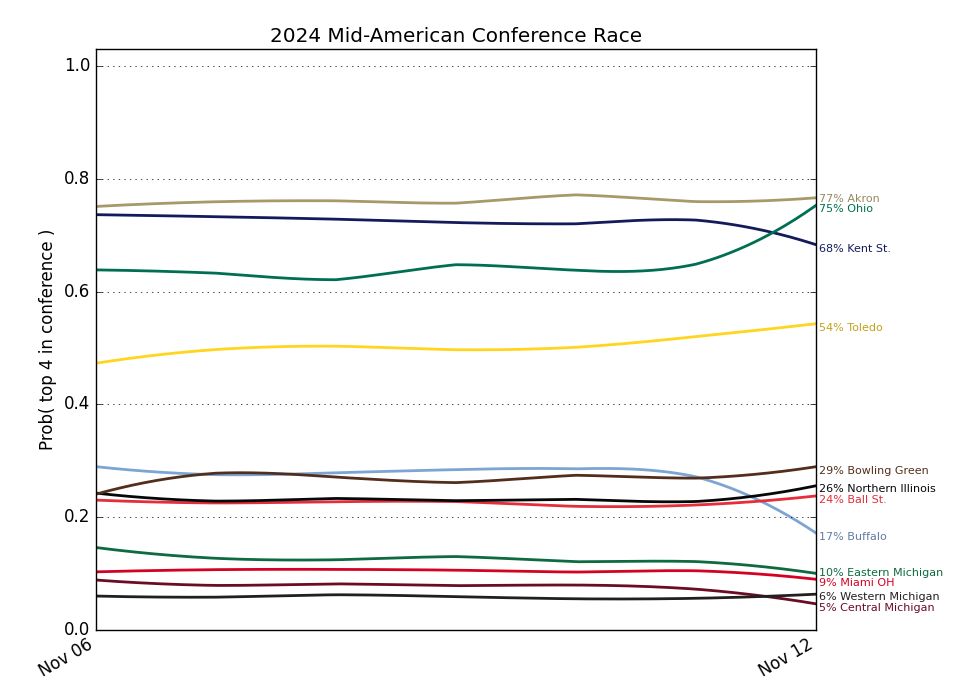 2024 Mid-American Conference Race
Prob( top 4 in conference )
1.0
0.8
0.6
0.4
0.2
0.0
Nov 06
Nov 12
77% Akron
75% Ohio
68% Kent St.
54% Toledo
29% Bowling Green
26% Northern Illinois
24% Ball St.
17% Buffalo
10% Eastern Michigan
9% Miami OH
6% Western Michigan
5% Central Michigan